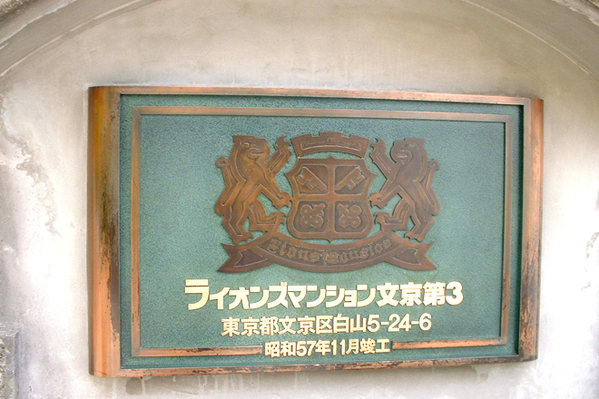 Lions Mansion
ライオンズマンション文京第3
東京都文京区白山5-24-6
昭和57年11月竣工